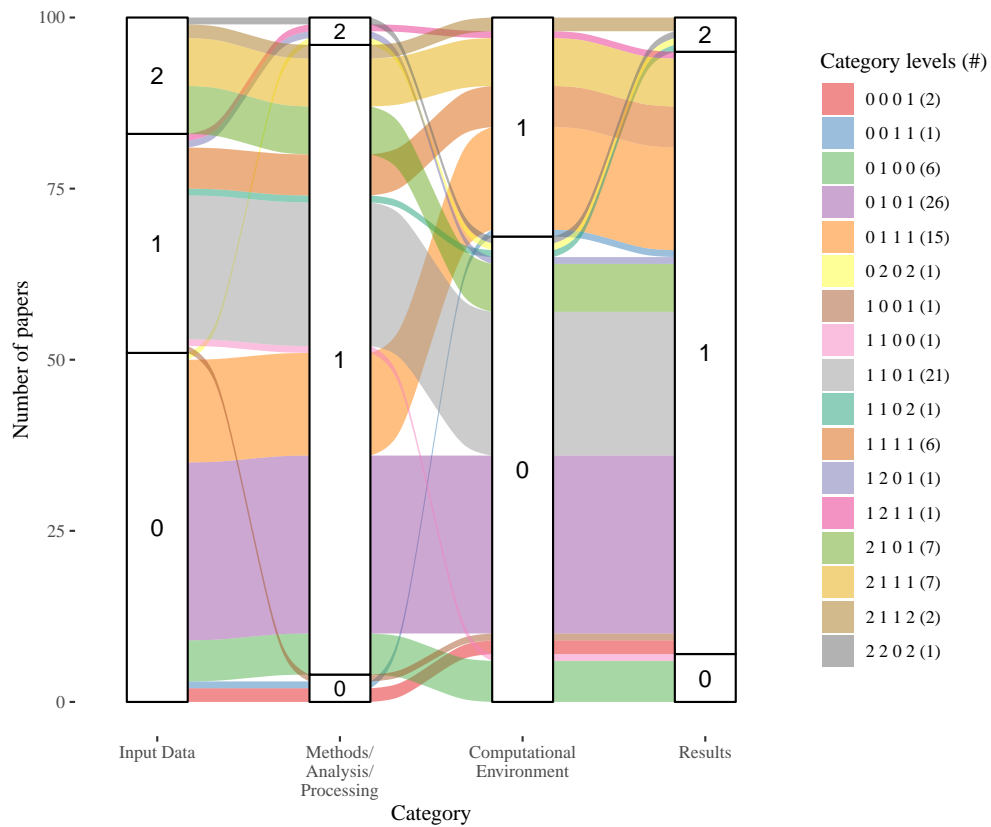 100
75
50
25
0
Number of papers
2
1
0
2
1
0
1
0
2
1
0
Input Data
Methods/
Analysis/
Processing
Computational
Environment
Results
Category
Category levels (#)
0 0 0 1 (2)
0 0 1 1 (1)
0 1 0 0 (6)
0 1 0 1 (26)
0 1 1 1 (15)
0 2 0 2 (1)
1 0 0 1 (1)
1 1 0 0 (1)
1 1 0 1 (21)
1 1 0 2 (1)
1 1 1 1 (6)
1 2 0 1 (1)
1 2 1 1 (1)
2 1 0 1 (7)
2 1 1 1 (7)
2 1 1 2 (2)
2 2 0 2 (1)